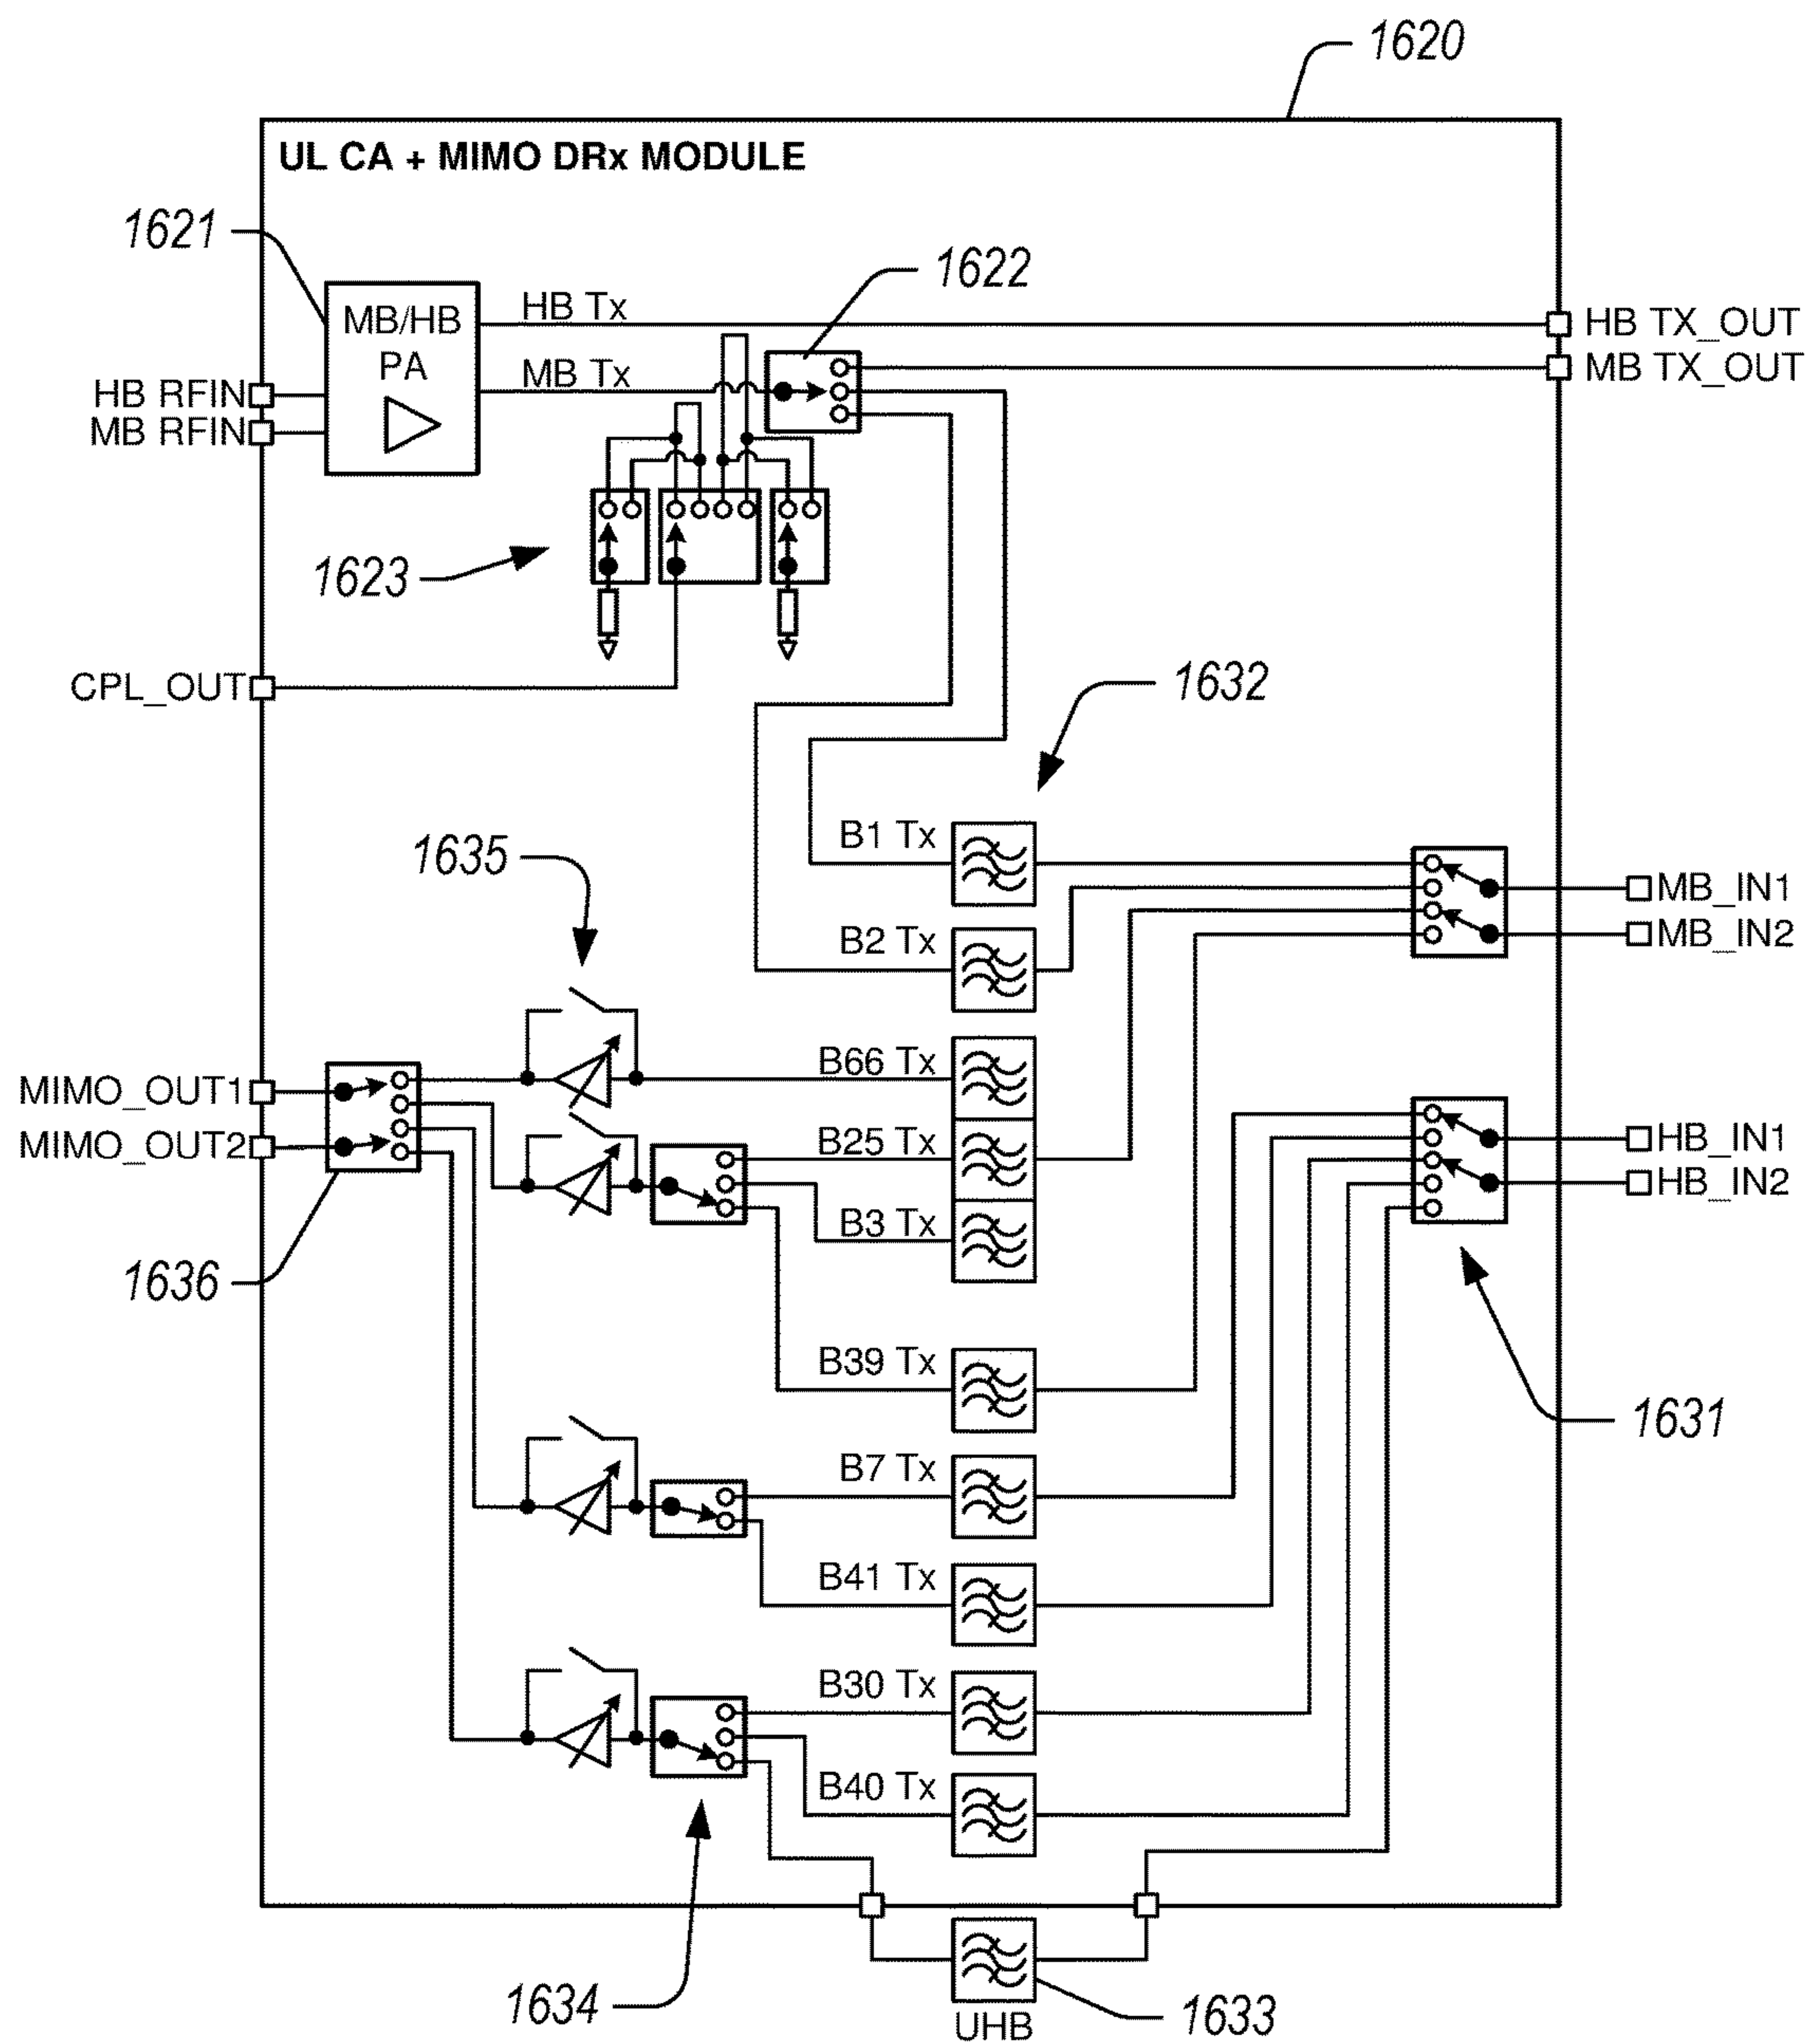 1620
UL CA + MIMO DRx MODULE
1621
1622
MB/HB
PA
HB Tx
MB Tx
HB TX_OUT
MB TX_OUT
HB RFIN
MB RFIN
1623
CPL_OUT
1632
B1 Tx
1635
MB_IN1
MB_IN2
B2 Tx
B66 Tx
MIMO_OUT1
MIMO_OUT2
B25 Tx
HB_IN1
HB_IN2
B3 Tx
1636
B39 Tx
1631
B7 Tx
B41 Tx
B30 Tx
B40 Tx
1634
1633
UHB